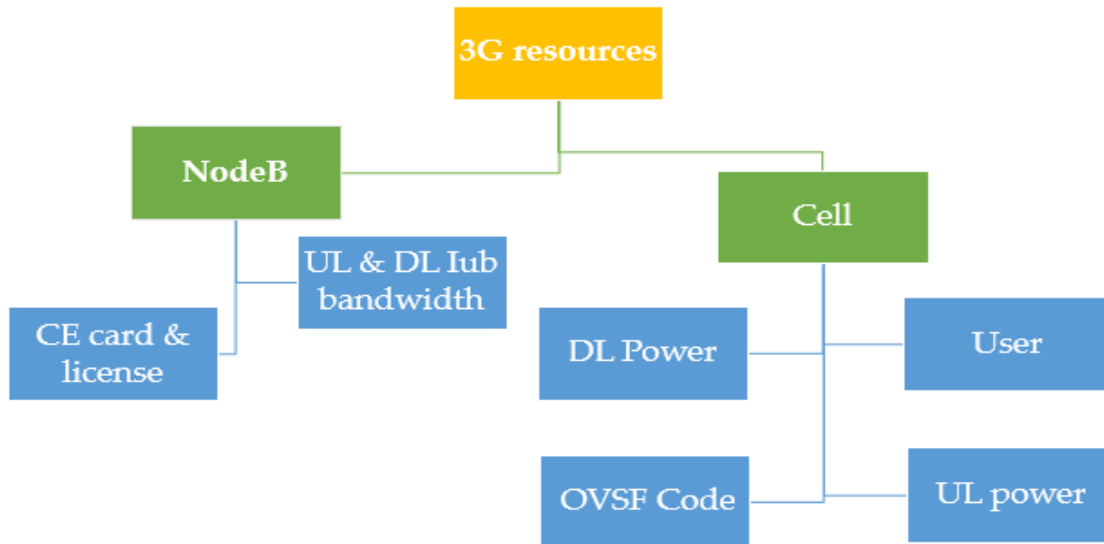 3G resources
NodeB
Cell
UL & DL Iub
bandwidth
CE card &
license
DL Power
User
OVSF Code
UL power